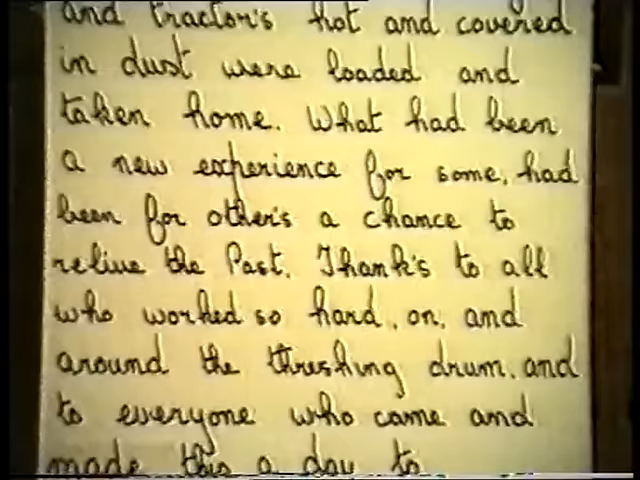 and tractor's hot and covered
in dust were loaded and
taken home. What had been
a new experience for some, had
been for other's a chance to
relive the Past. Thank's to all
who worked so hard, on, and
around the threshing drum, and
to everyone who came and
made this a day to